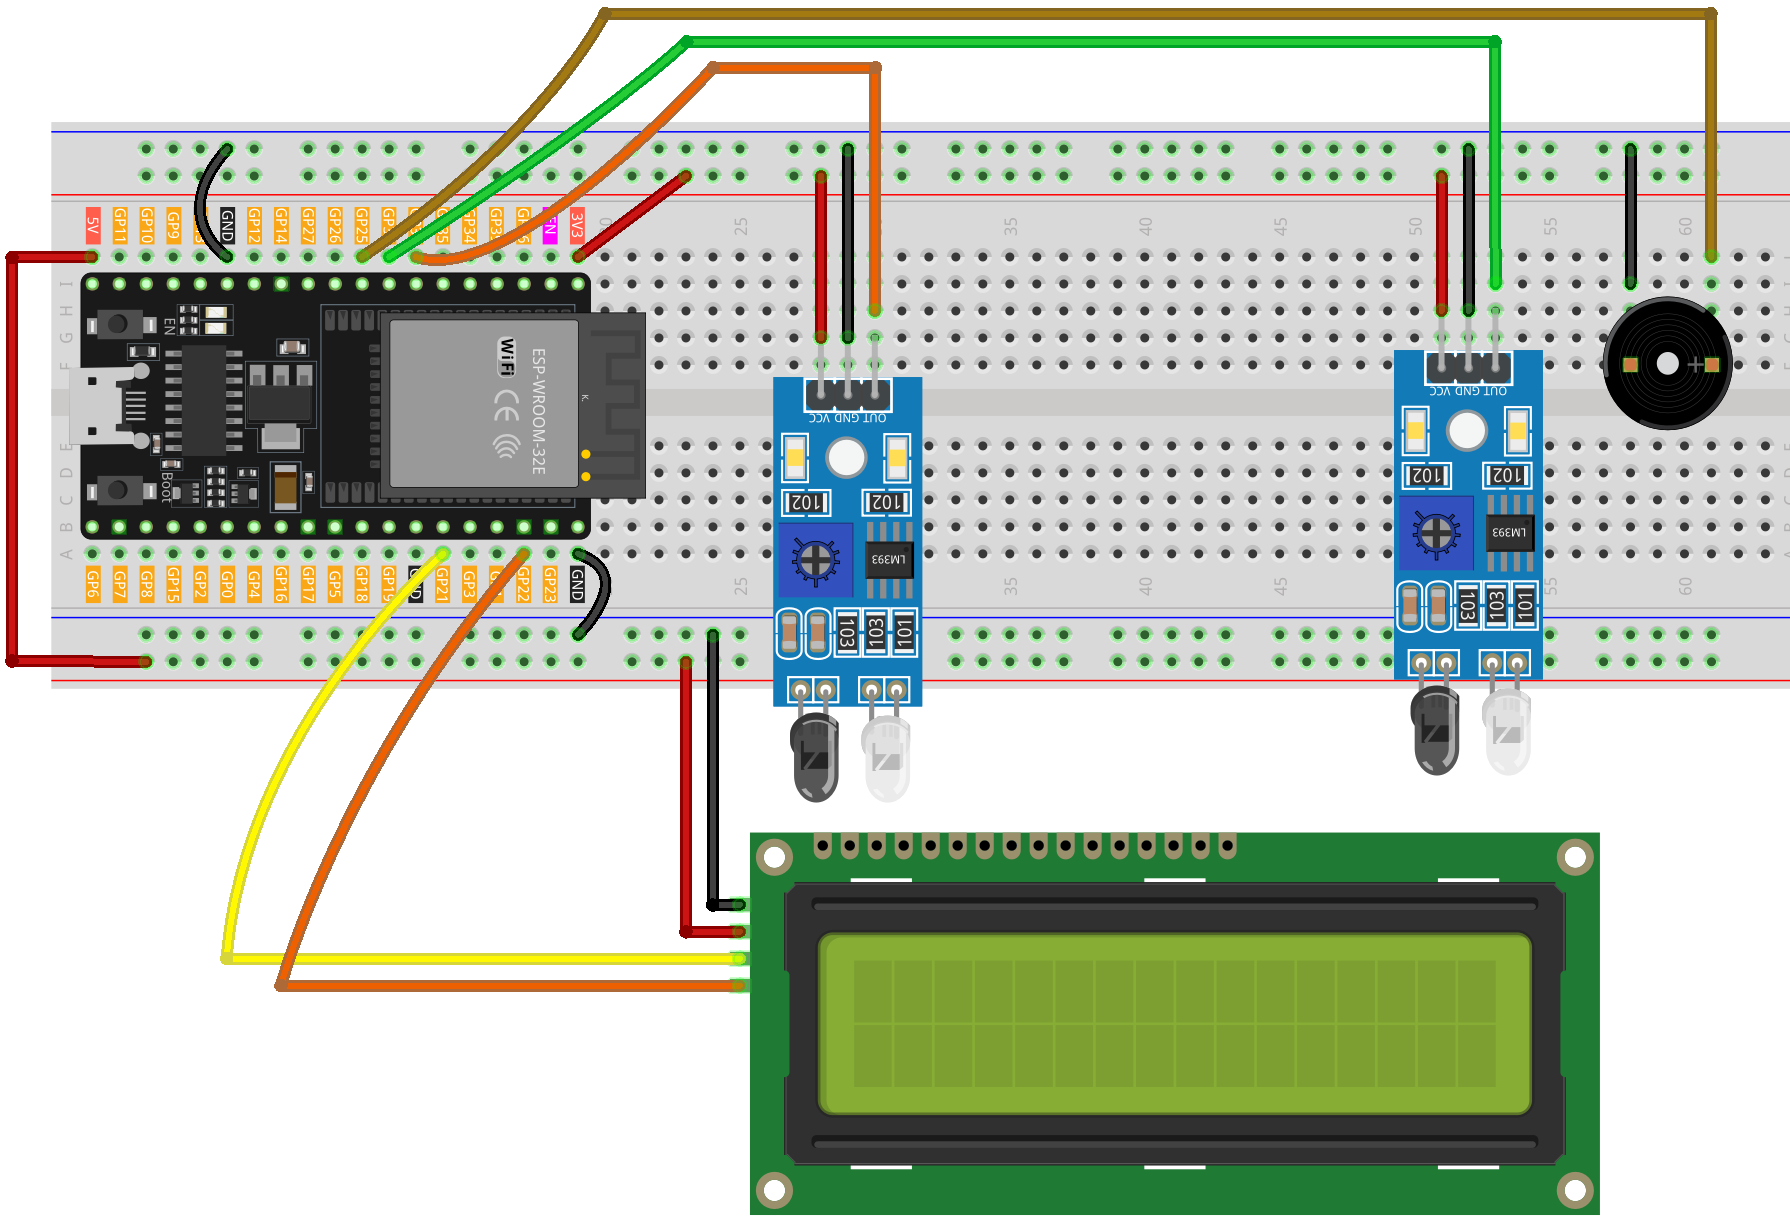 5V
GP11
GP10
GP9
GND
GP12
GP14
GP27
GP26
GP25
GP34
EN
3V3
25
35
40
45
50
55
60
I
H
G
F
EN
WiFi
ESP-WROOM-32E
CE
K.
Boot
E
D
C
B
A
GP6
GP7
GP8
GP15
GP2
GP0
GP4
GP16
GP17
GP5
GP18
GP19
GP21
GP3
GP22
GP23
GND
25
35
40
45
55
60
OUT GND VCC
102
102
LM393
103
103
101
OUT GND VCC
102
102
LM393
103
103
101
+